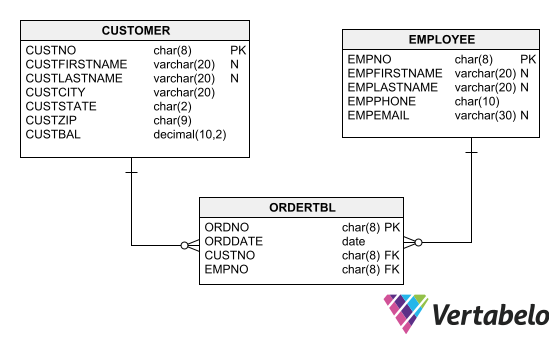 CUSTOMER
CUSTNO char(8) PK
CUSTFIRSTNAME varchar(20) N
CUSTLASTNAME varchar(20) N
CUSTCITY varchar(20)
CUSTSTATE char(2)
CUSTZIP char(9)
CUSTBAL decimal(10,2)
EMPLOYEE
EMPNO char(8) PK
EMPFIRSTNAME varchar(20) N
EMPLASTNAME varchar(20) N
EMPPHONE char(10)
EMPEMAIL varchar(30) N
ORDERTBL
ORDNO char(8) PK
ORDDATE date
CUSTNO char(8) FK
EMPNO char(8) FK
Vertabelo